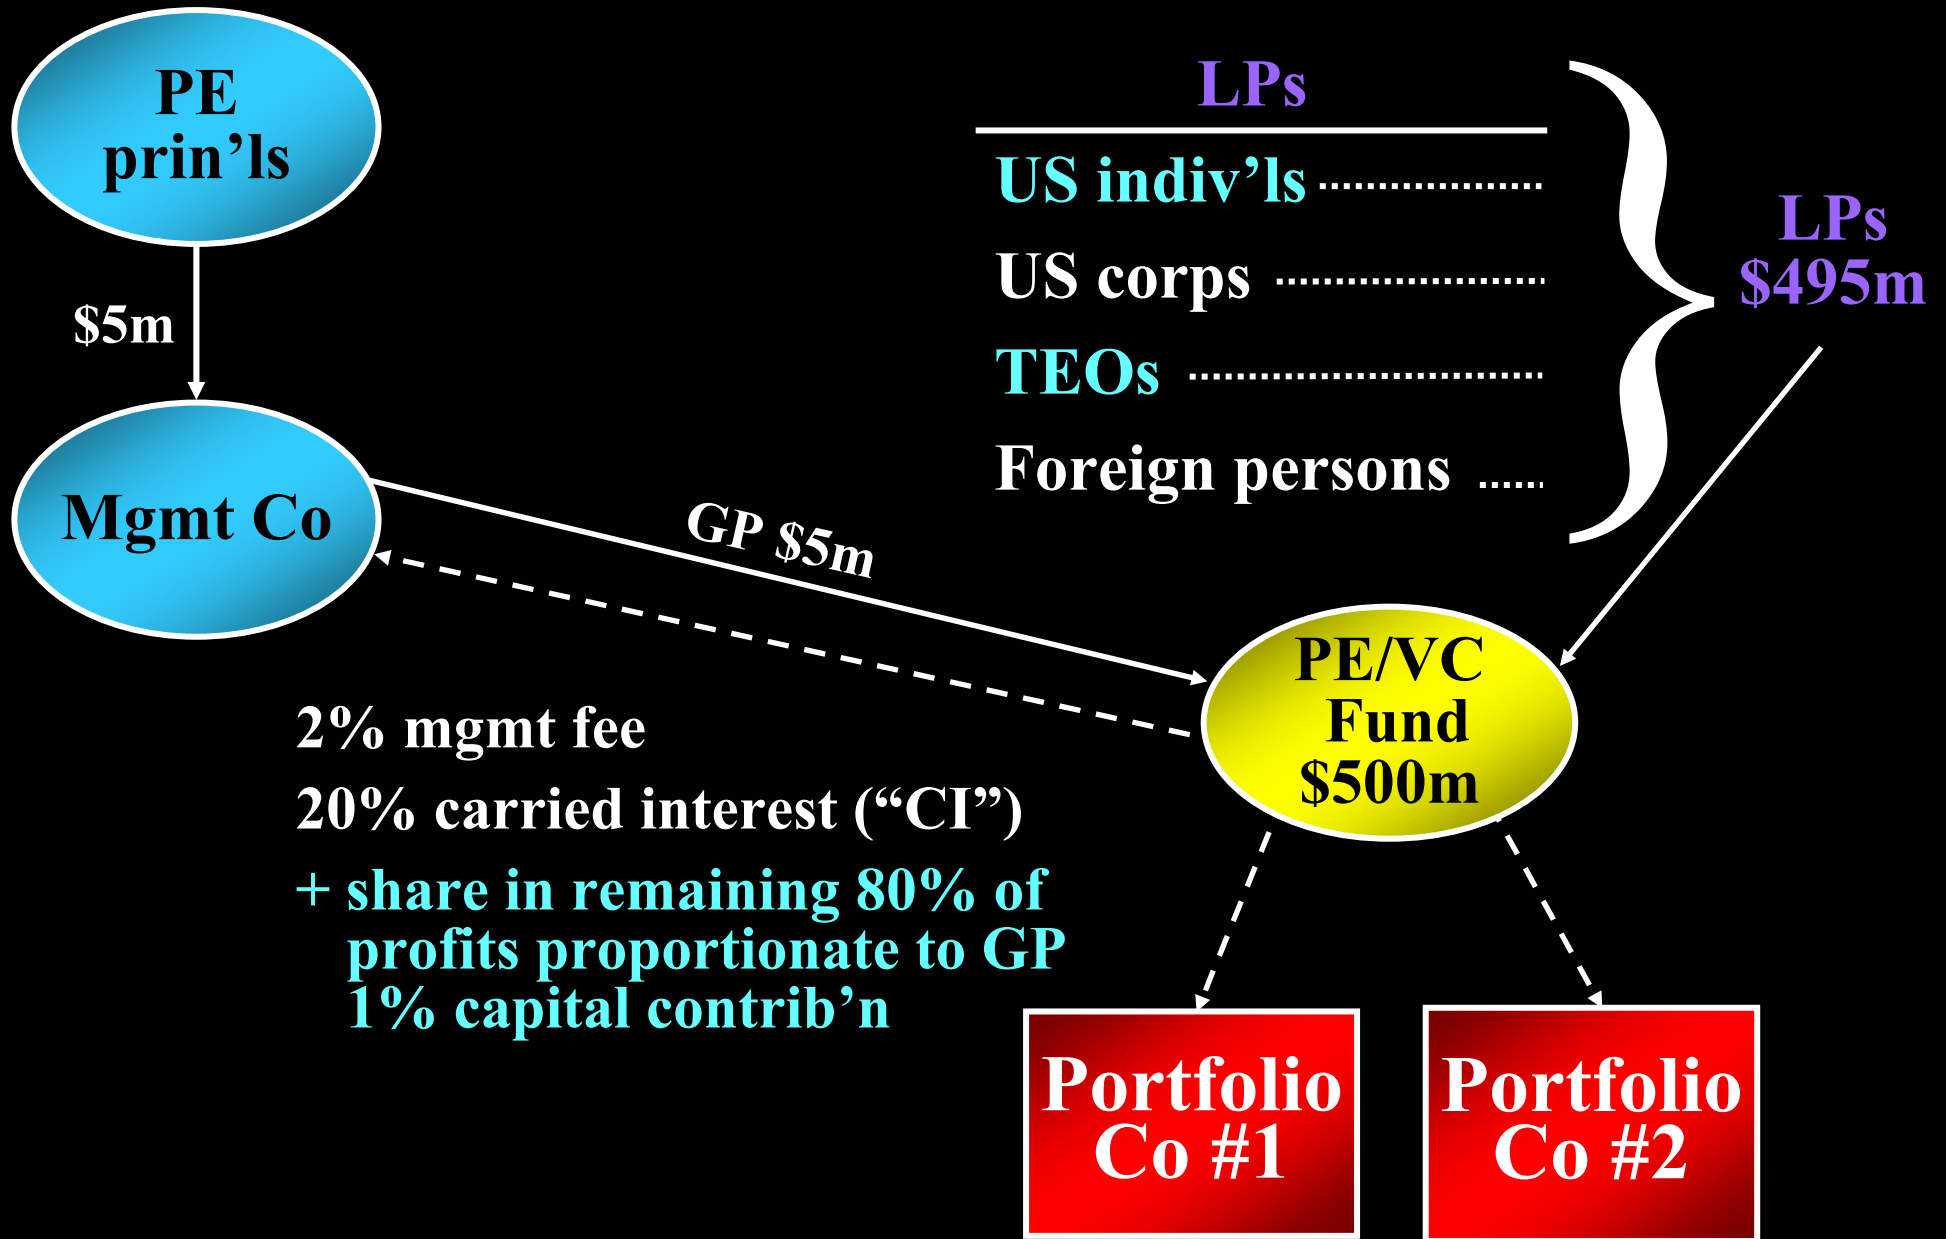 PE
prin’ls
$5m
Mgmt Co
LPs
US indiv’ls
US corps
TEOs
Foreign persons
LPs
$495m
GP $5m
PE/VC
Fund
$500m
2% mgmt fee
20% carried interest (“CI”)
+ share in remaining 80% of
profits proportionate to GP
1% capital contrib’n
Portfolio
Co #1
Portfolio
Co #2